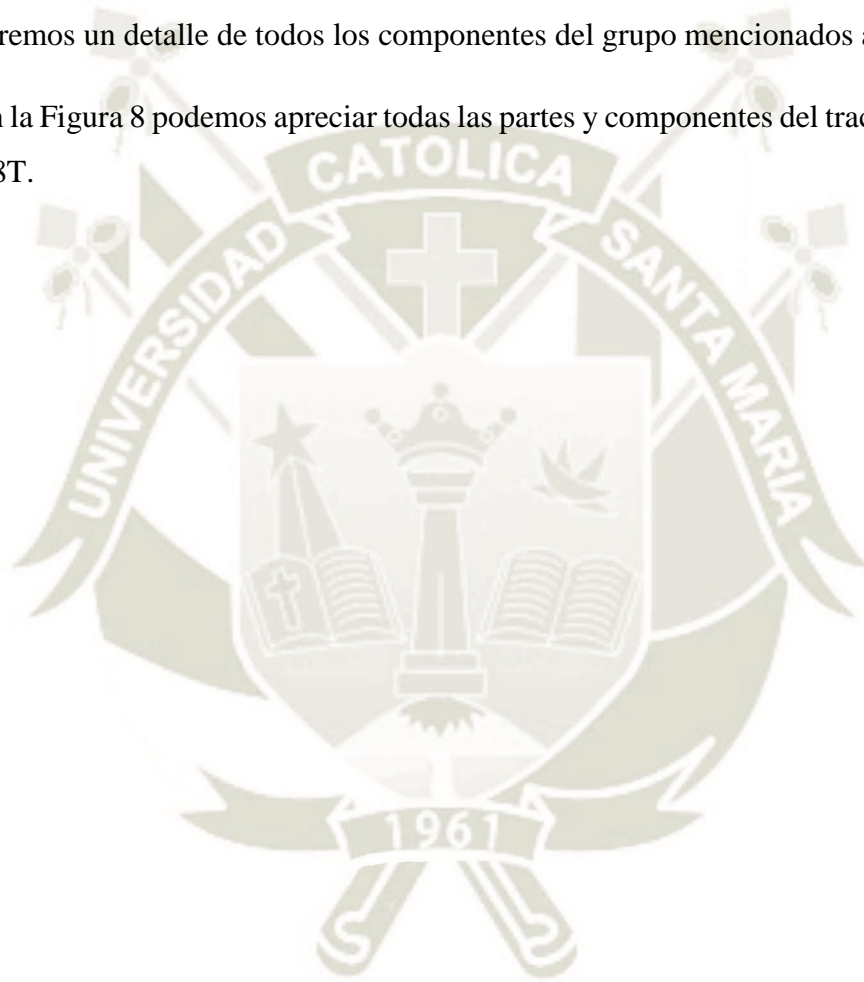 remos un detalle de todos los componentes del grupo mencionados a
n la Figura 8 podemos apreciar todas las partes y componentes del trac
8T.
UNIVERSIDAD CATOLICA SANTA MARIA
1961